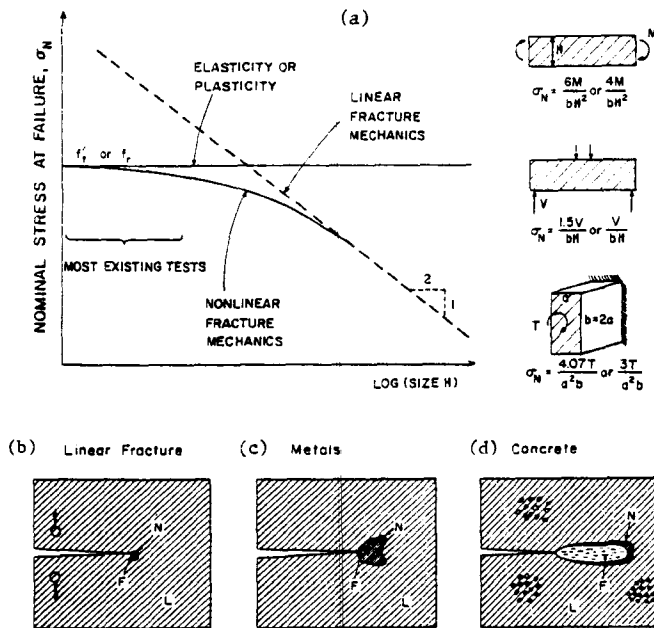 (a)
NOMINAL STRESS AT FAILURE, σN
ELASTICITY OR
PLASTICITY
LINEAR
FRACTURE
MECHANICS
f't or fr
MOST EXISTING TESTS
NONLINEAR
FRACTURE
MECHANICS
2
1
LOG (SIZE H)
M
H
σN = 6M/bH² or 4M/bH²
V
σN = 1.5V/bH or V/bH
a
T
b=2a
σN = 4.07T/a²b or 3T/a²b
(b) Linear Fracture
N
F
L
(c) Metals
N
F
L
(d) Concrete
N
F
L